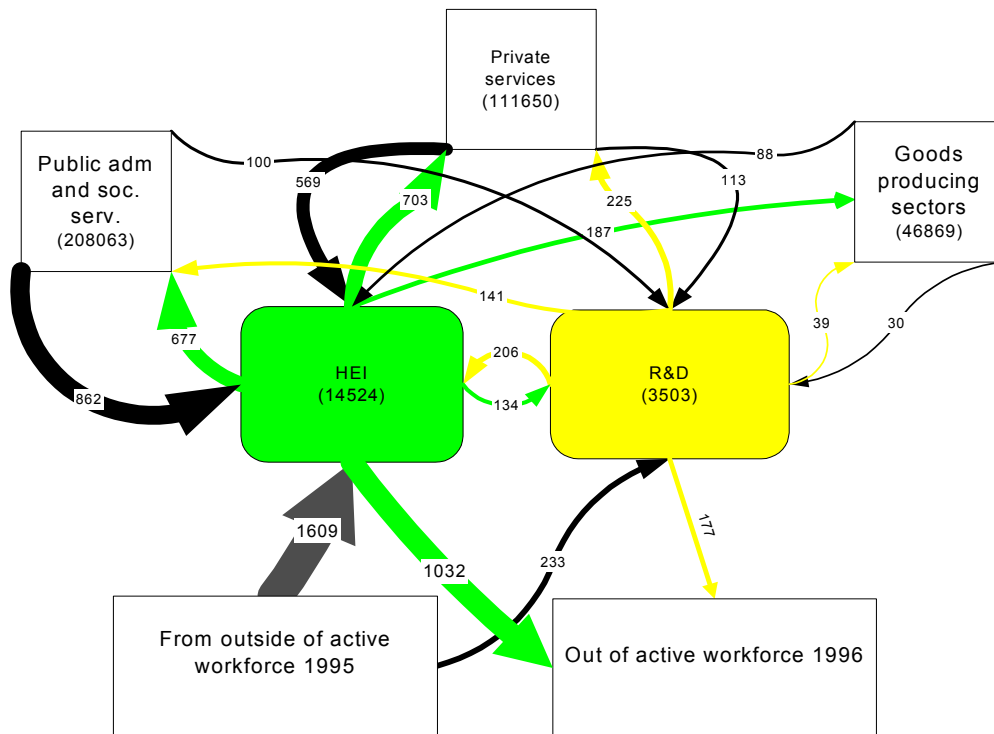 Private
services
(111650)
Public adm
and soc.
serv.
(208063)
Goods
producing
sectors
(46869)
100
88
569
703
225
113
187
141
677
862
39
30
HEI
(14524)
206
134
R&D
(3503)
1609
1032
233
177
From outside of active
workforce 1995
Out of active workforce 1996